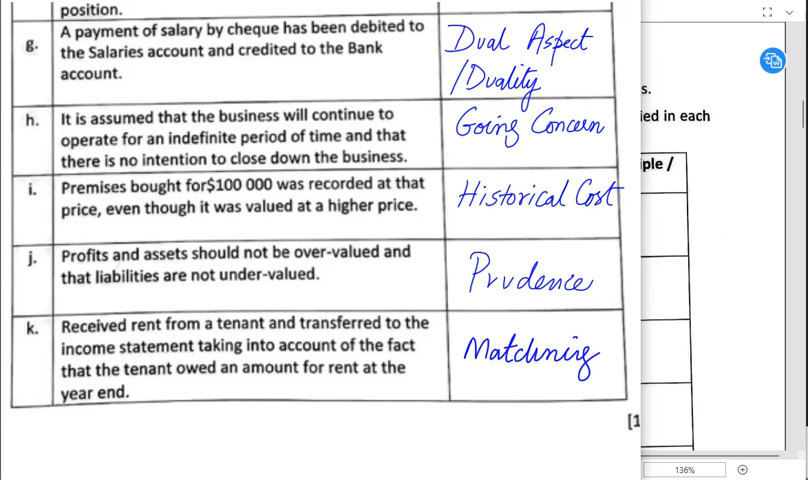 position.
g. A payment of salary by cheque has been debited to
the Salaries account and credited to the Bank
account.
Dual Aspect
/Duality
h. It is assumed that the business will continue to
operate for an indefinite period of time and that
there is no intention to close down the business.
Going Concern
i. Premises bought for$100 000 was recorded at that
price, even though it was valued at a higher price.
Historical Cost
j. Profits and assets should not be over-valued and
that liabilities are not under-valued.
Prudence
k. Received rent from a tenant and transferred to the
income statement taking into account of the fact
that the tenant owed an amount for rent at the
year end.
Matching
[1
s.
ied in each
ple /
136%